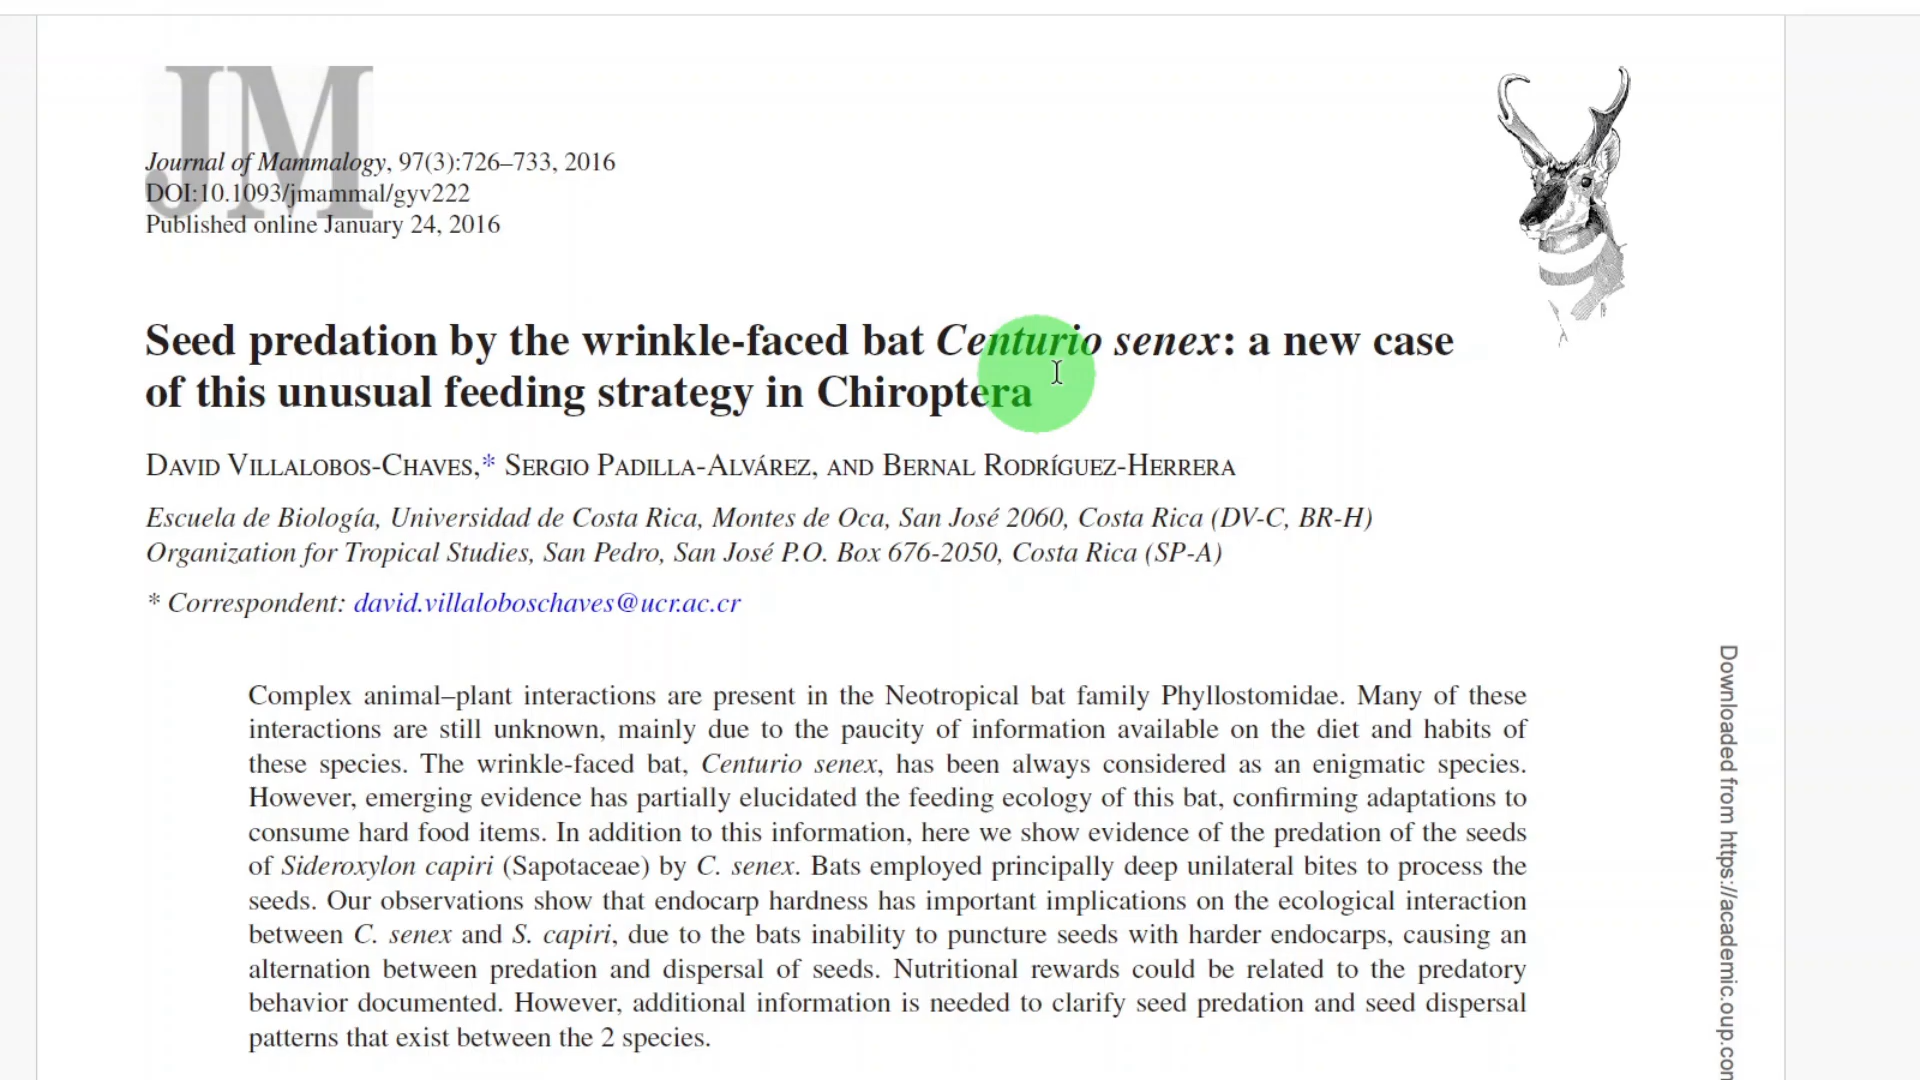 JM
Journal of Mammalogy, 97(3):726–733, 2016
DOI:10.1093/jmammal/gyv222
Published online January 24, 2016
Seed predation by the wrinkle-faced bat Centurio senex: a new case
of this unusual feeding strategy in Chiroptera
David Villalobos-Chaves,* Sergio Padilla-Alvárez, and Bernal Rodríguez-Herrera
Escuela de Biología, Universidad de Costa Rica, Montes de Oca, San José 2060, Costa Rica (DV-C, BR-H)
Organization for Tropical Studies, San Pedro, San José P.O. Box 676-2050, Costa Rica (SP-A)
* Correspondent: david.villaloboschaves@ucr.ac.cr
Complex animal–plant interactions are present in the Neotropical bat family Phyllostomidae. Many of these
interactions are still unknown, mainly due to the paucity of information available on the diet and habits of
these species. The wrinkle-faced bat, Centurio senex, has been always considered as an enigmatic species.
However, emerging evidence has partially elucidated the feeding ecology of this bat, confirming adaptations to
consume hard food items. In addition to this information, here we show evidence of the predation of the seeds
of Sideroxylon capiri (Sapotaceae) by C. senex. Bats employed principally deep unilateral bites to process the
seeds. Our observations show that endocarp hardness has important implications on the ecological interaction
between C. senex and S. capiri, due to the bats inability to puncture seeds with harder endocarps, causing an
alternation between predation and dispersal of seeds. Nutritional rewards could be related to the predatory
behavior documented. However, additional information is needed to clarify seed predation and seed dispersal
patterns that exist between the 2 species.
Downloaded from https://academic.oup.con